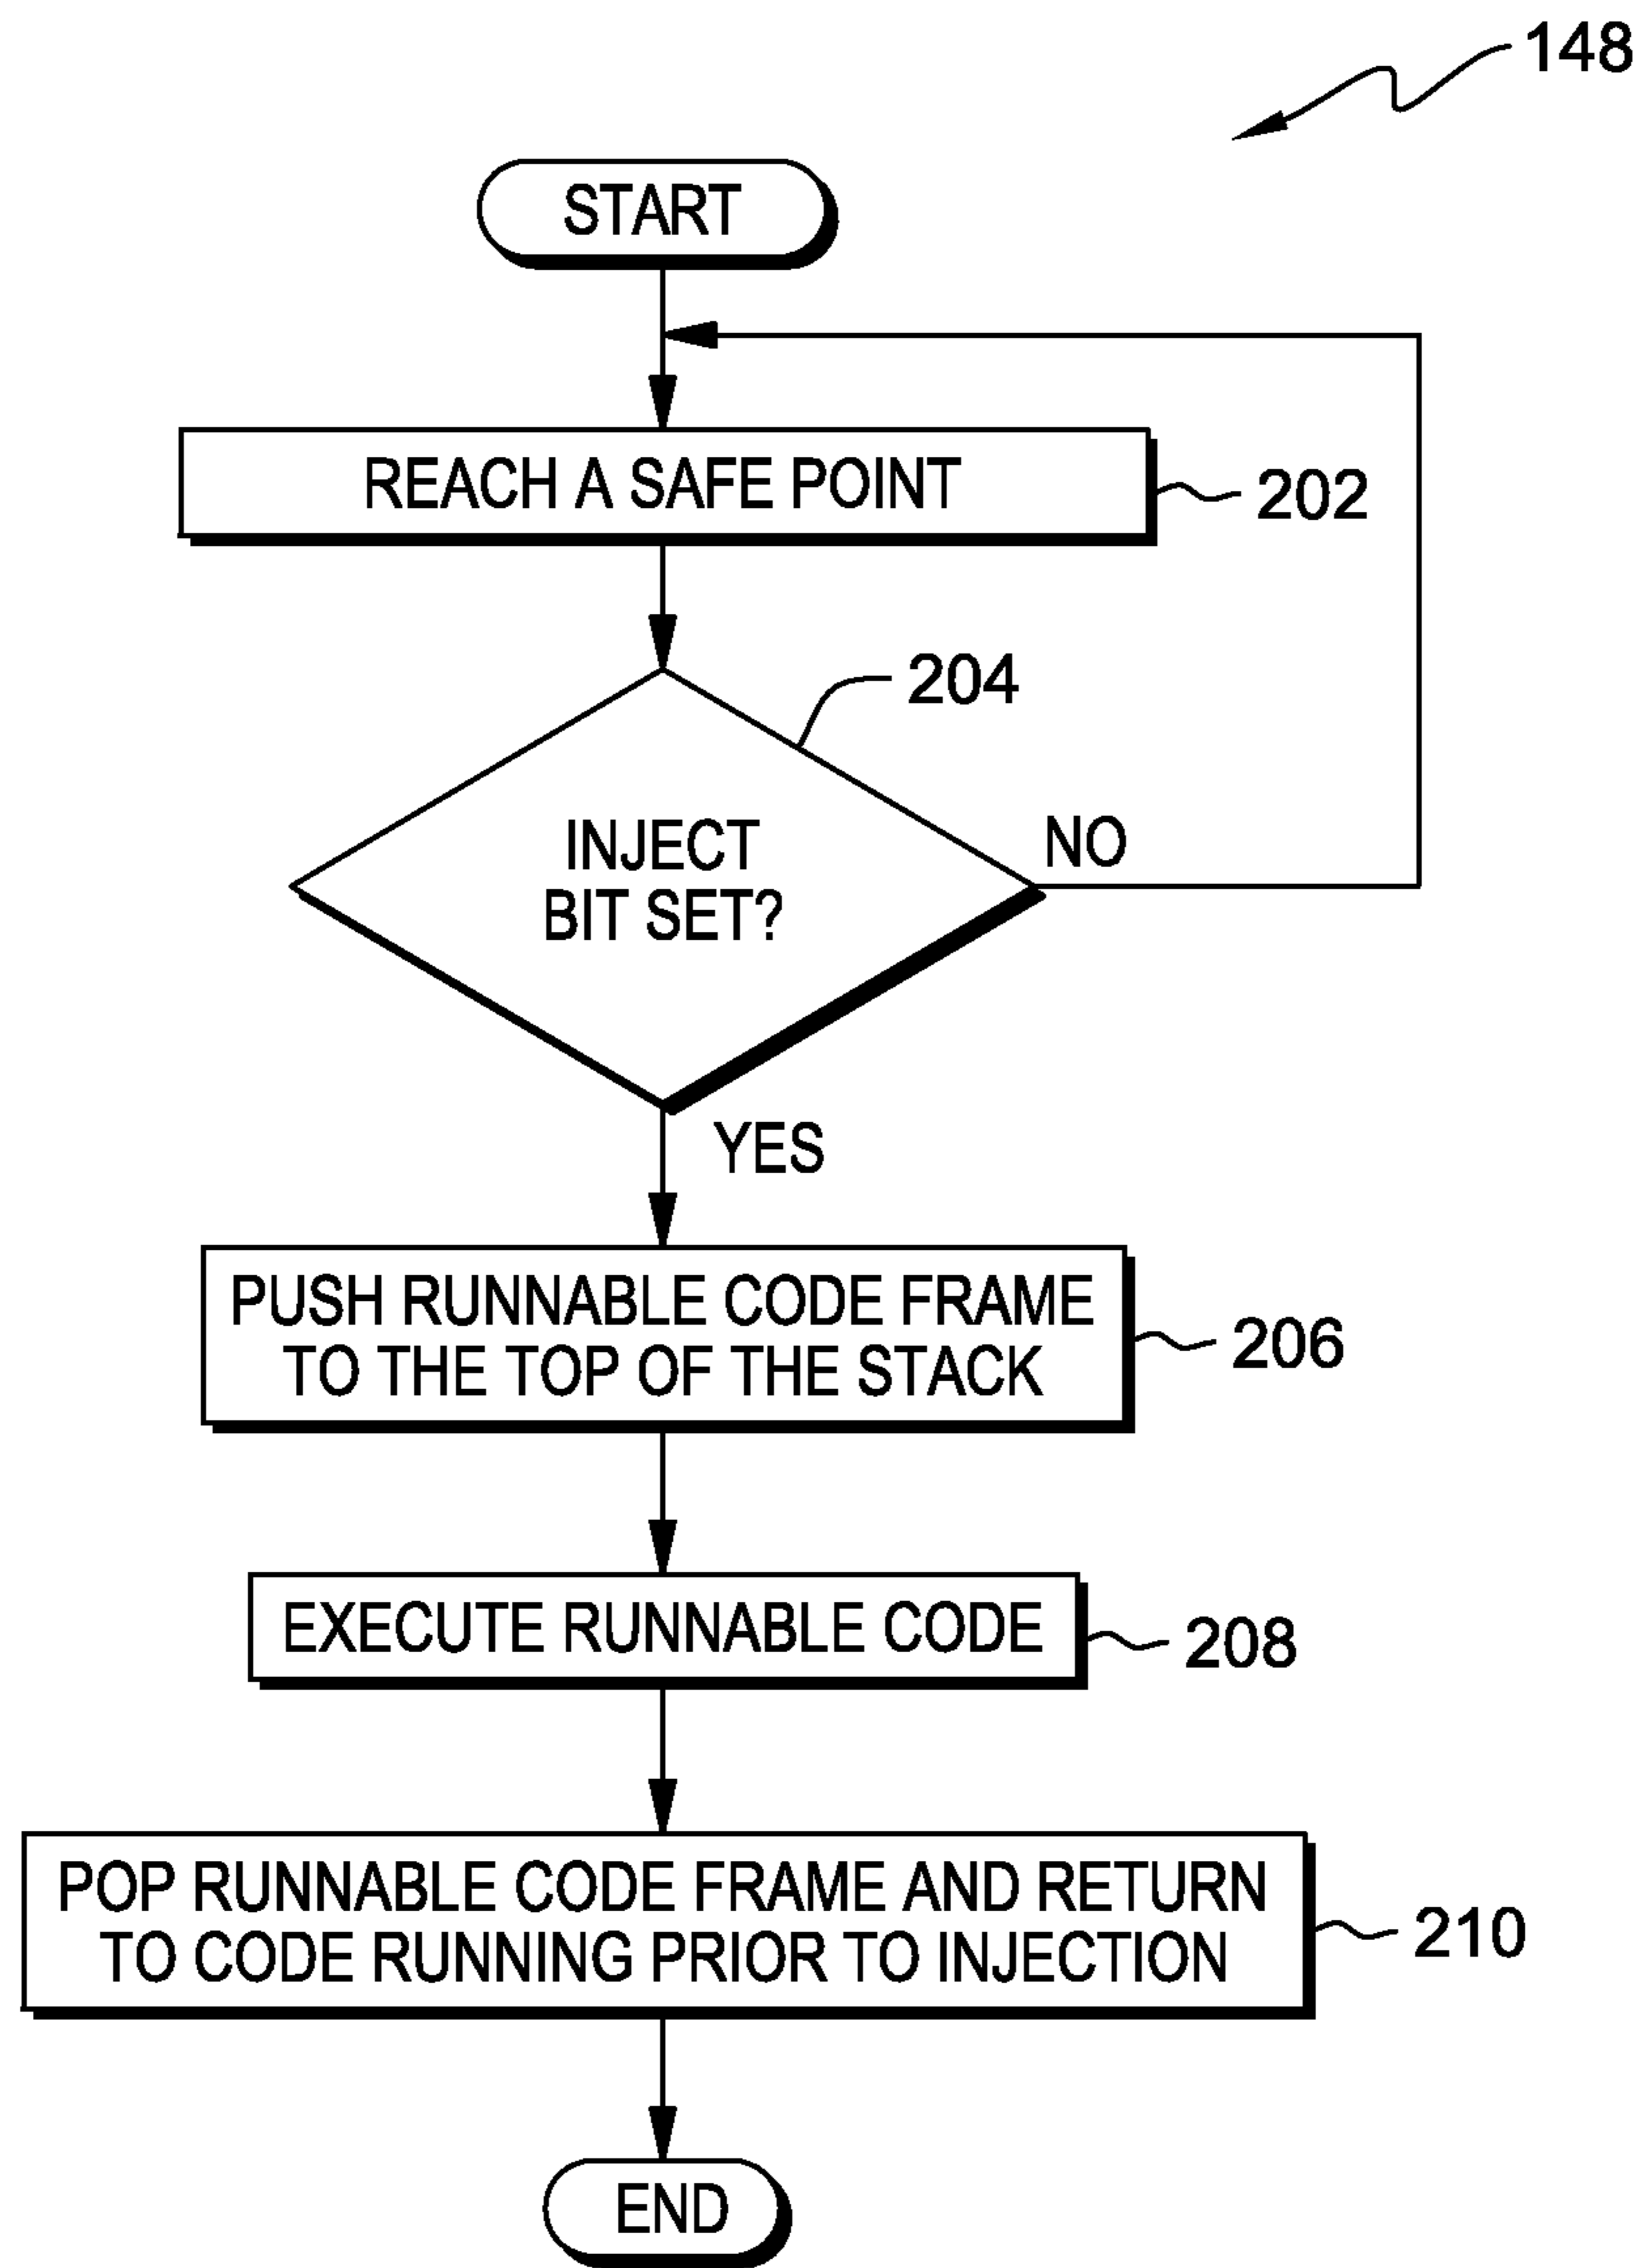 148
START
REACH A SAFE POINT
202
204
INJECT
BIT SET?
NO
YES
PUSH RUNNABLE CODE FRAME
TO THE TOP OF THE STACK
206
EXECUTE RUNNABLE CODE
208
POP RUNNABLE CODE FRAME AND RETURN
TO CODE RUNNING PRIOR TO INJECTION
210
END